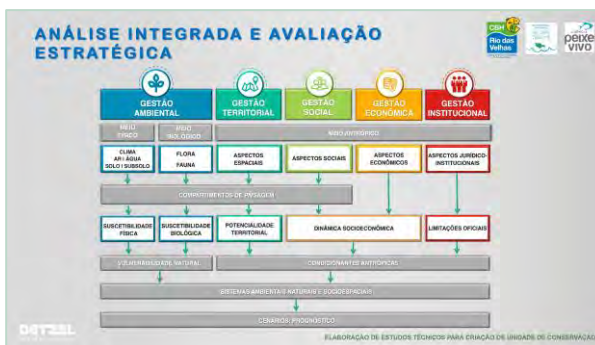 ANÁLISE INTEGRADA E AVALIAÇÃO
ESTRATÉGICA
CBH
Rio das
Velhas
peixe
vivo
GESTÃO
AMBIENTAL
GESTÃO
TERRITORIAL
GESTÃO
SOCIAL
GESTÃO
ECONÔMICA
GESTÃO
INSTITUCIONAL
MEIO
FÍSICO
MEIO
BIOLÓGICO
MEIO ANTRÓPICO
CLIMA
AR | ÁGUA
SOLO | SUBSOLO
FLORA
FAUNA
ASPECTOS
ESPACIAIS
ASPECTOS SOCIAIS
ASPECTOS
ECONÔMICOS
ASPECTOS JURÍDICO-
INSTITUCIONAIS
COMPARTIMENTOS DE PAISAGEM
SUSCETIBILIDADE
FÍSICA
SUSCETIBILIDADE
BIOLÓGICA
POTENCIALIDADE
TERRITORIAL
DINÂMICA SOCIOECONÔMICA
LIMITAÇÕES OFICIAIS
VULNERABILIDADE NATURAL
CONDICIONANTES ANTRÓPICAS
SISTEMAS AMBIENTAIS NATURAIS E SOCIOESPACIAIS
CENÁRIOS | PROGNÓSTICO
DETZEL
ELABORAÇÃO DE ESTUDOS TÉCNICOS PARA CRIAÇÃO DE UNIDADE DE CONSERVAÇÃO